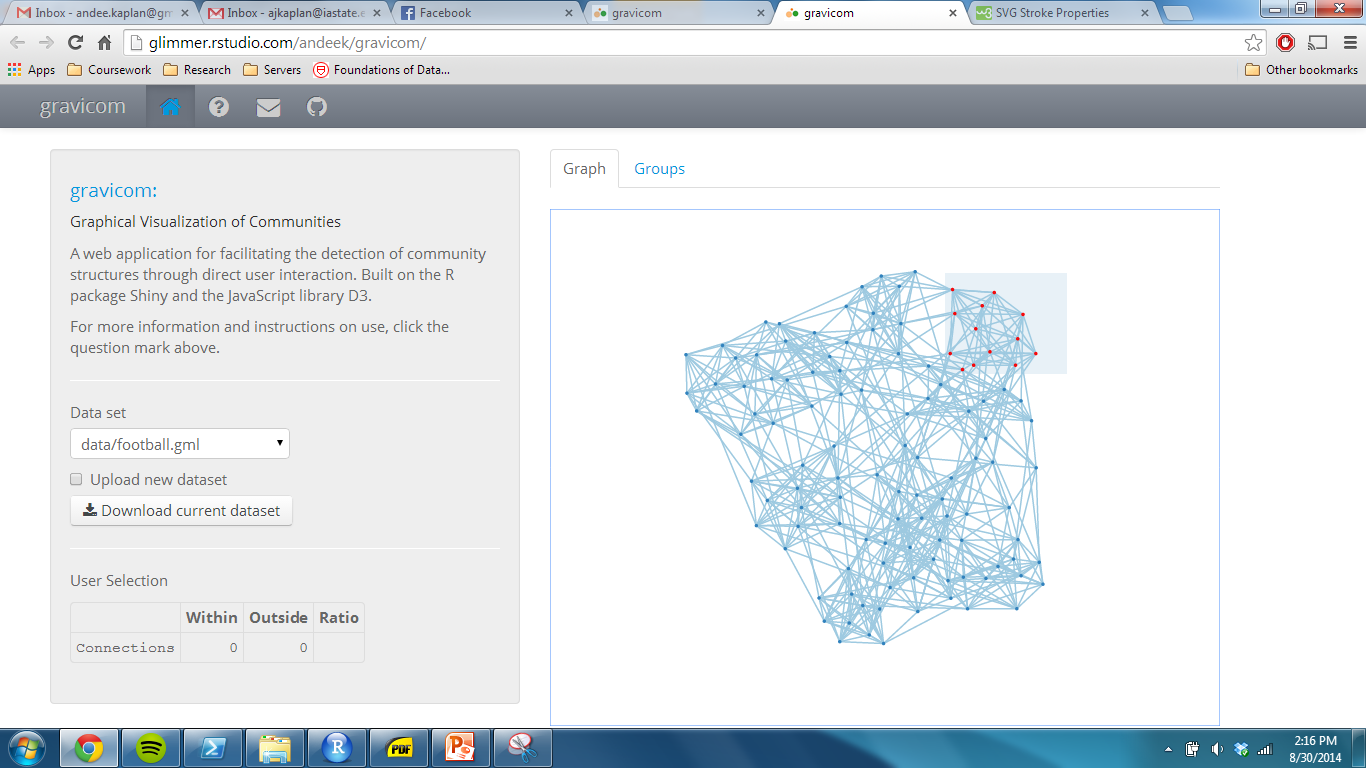 Inbox - andee.kaplan@gm
Inbox - ajkaplan@iastate.e
Facebook
gravicom
gravicom
SVG Stroke Properties
glimmer.rstudio.com/andeek/gravicom/
Apps
Coursework
Research
Servers
Foundations of Data...
Other bookmarks
gravicom
Graph
Groups
gravicom:
Graphical Visualization of Communities
A web application for facilitating the detection of community
structures through direct user interaction. Built on the R
package Shiny and the JavaScript library D3.
For more information and instructions on use, click the
question mark above.
Data set
data/football.gml
Upload new dataset
Download current dataset
User Selection
Within Outside Ratio
Connections 0 0
R
PDF
P
2:16 PM
8/30/2014